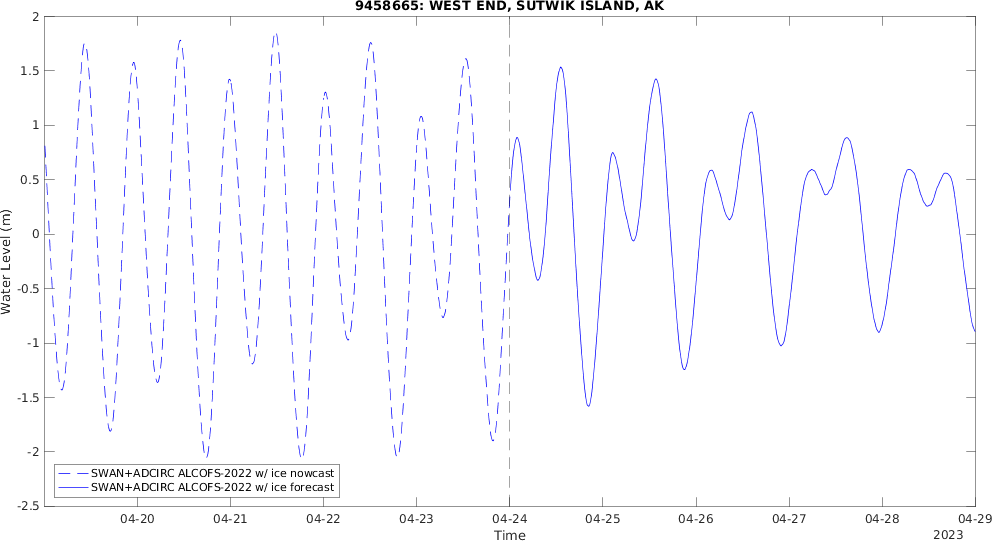 9458665: WEST END, SUTWIK ISLAND, AK
Water Level (m)
2
1.5
1
0.5
0
-0.5
-1
-1.5
-2
-2.5
SWAN+ADCIRC ALCOFS-2022 w/ ice nowcast
SWAN+ADCIRC ALCOFS-2022 w/ ice forecast
04-20 04-21 04-22 04-23 04-24 04-25 04-26 04-27 04-28 04-29
Time
2023